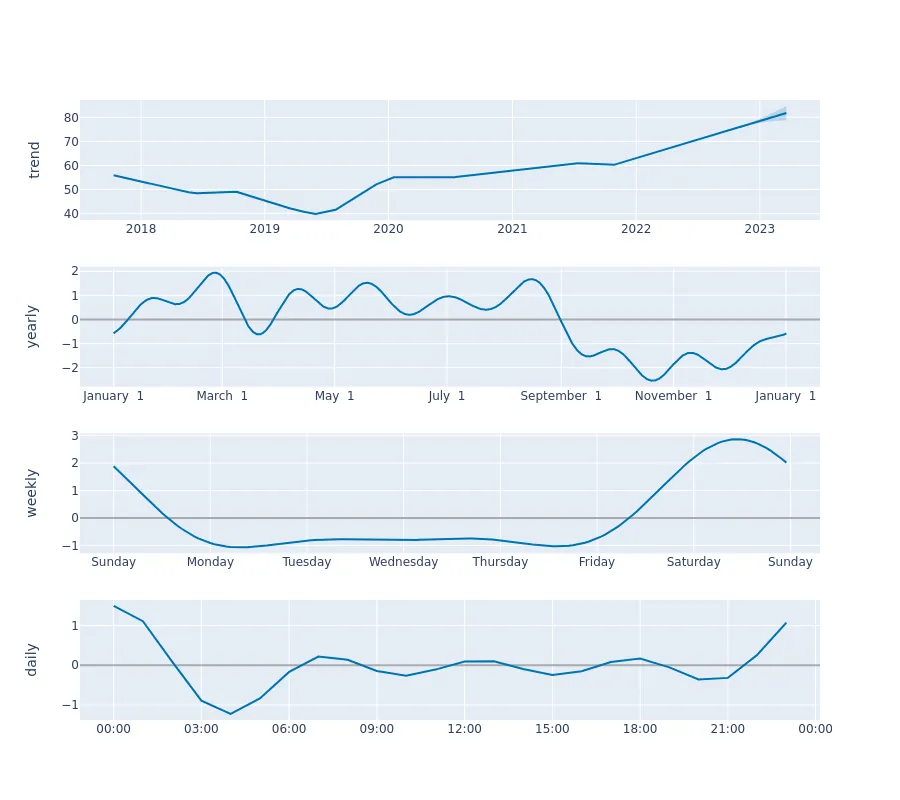 trend
80
70
60
50
40
2018 2019 2020 2021 2022 2023
yearly
2
1
0
−1
−2
January 1 March 1 May 1 July 1 September 1 November 1 January 1
weekly
3
2
1
0
−1
Sunday Monday Tuesday Wednesday Thursday Friday Saturday Sunday
daily
1
0
−1
00:00 03:00 06:00 09:00 12:00 15:00 18:00 21:00 00:00